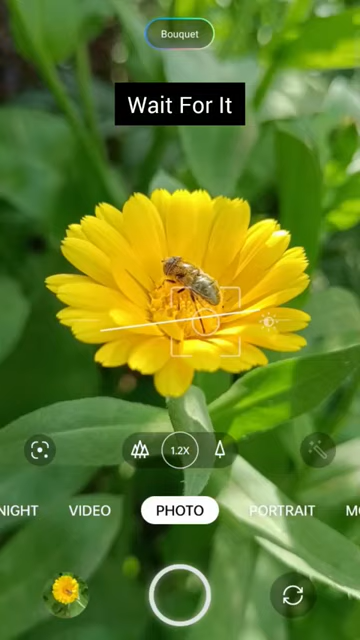 Bouquet
Wait For It
1.2X
NIGHT
VIDEO
PHOTO
PORTRAIT